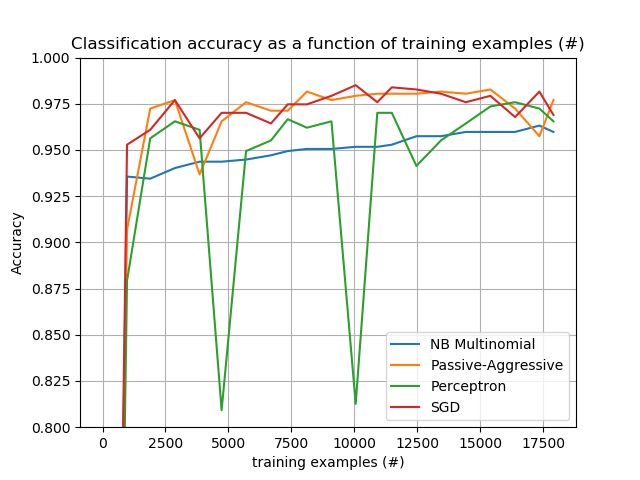 Classification accuracy as a function of training examples (#)
1.000
0.975
0.950
0.925
0.900
0.875
0.850
0.825
0.800
Accuracy
NB Multinomial
Passive-Aggressive
Perceptron
SGD
0 2500 5000 7500 10000 12500 15000 17500
training examples (#)